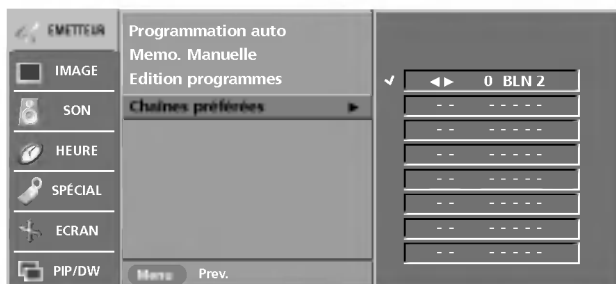 EMETTEUR
IMAGE
SON
HEURE
SPÉCIAL
ECRAN
PIP/DW
Programmation auto
Memo. Manuelle
Edition programmes
Chaînes préférées
Menu Prev.
0 BLN 2
- - - - - - -
- - - - - - -
- - - - - - -
- - - - - - -
- - - - - - -
- - - - - - -
- - - - - - -